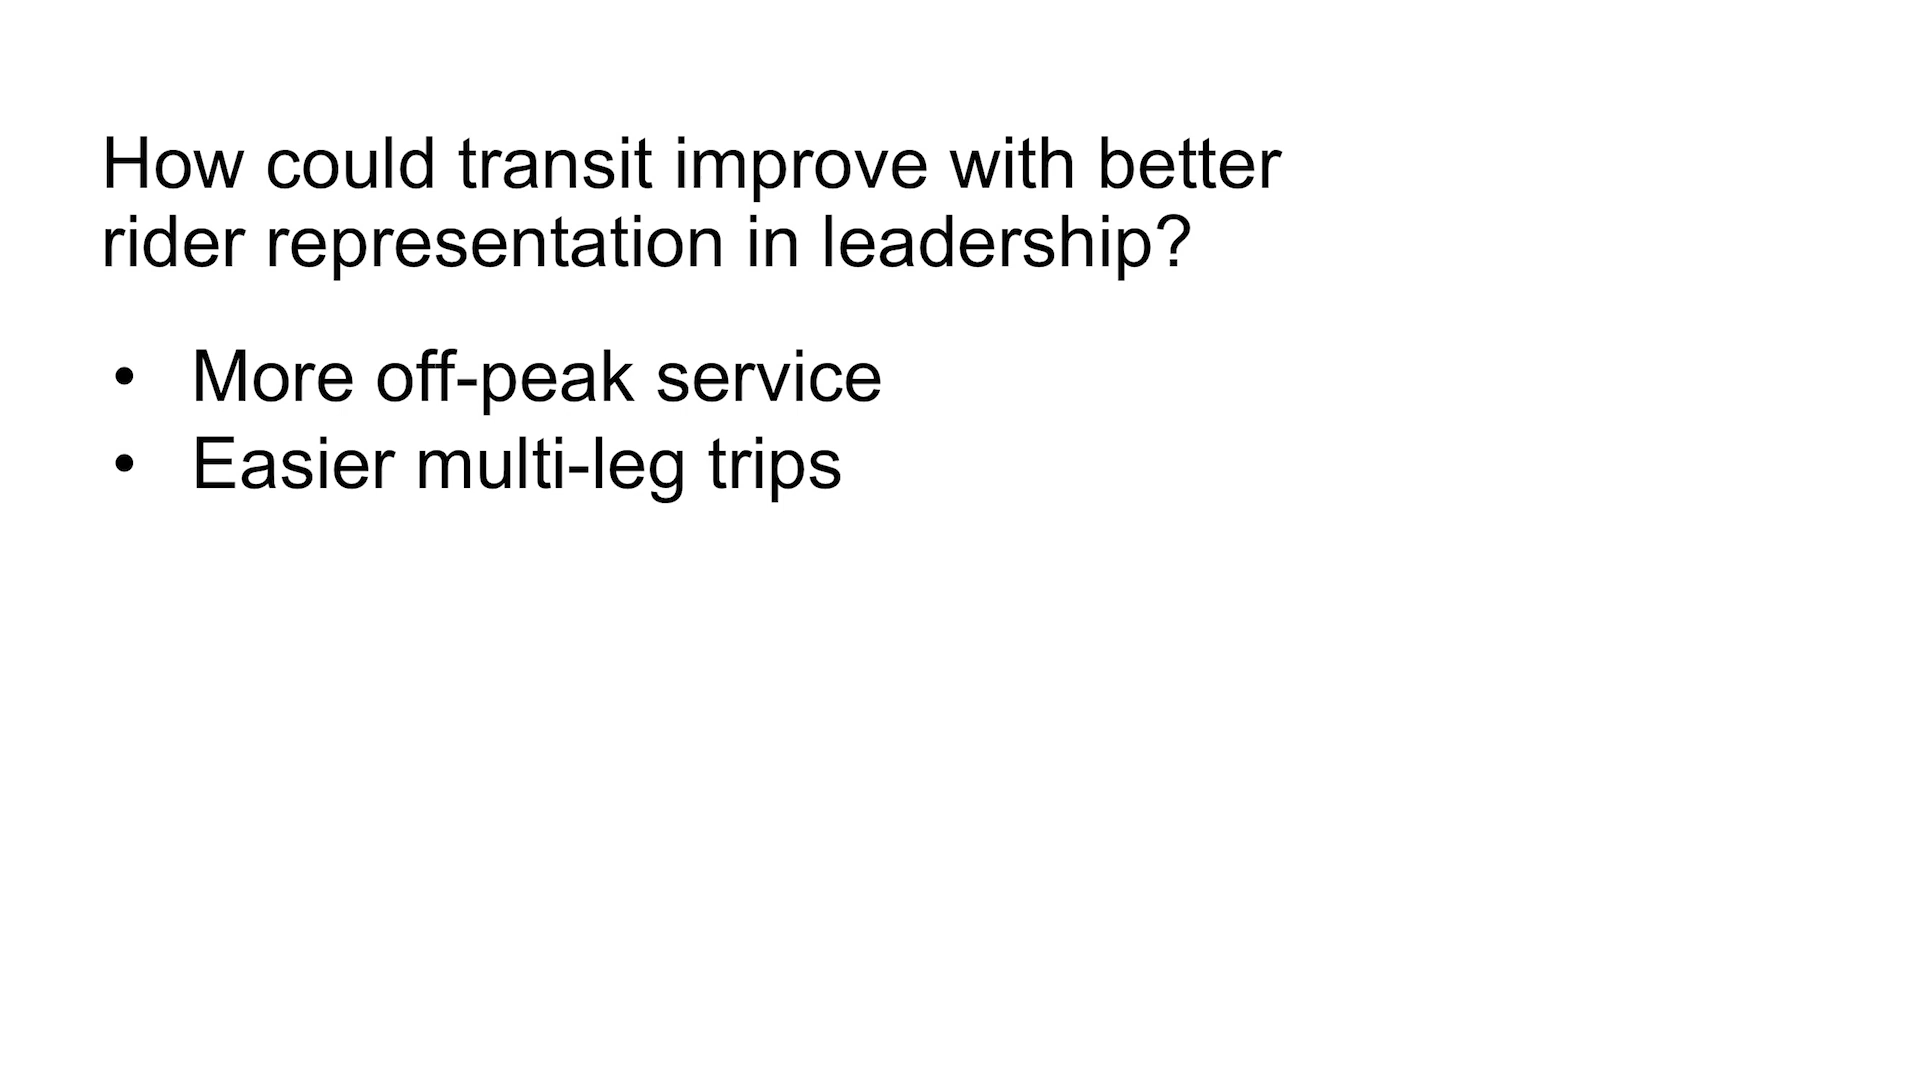 How could transit improve with better
rider representation in leadership?
• More off-peak service
• Easier multi-leg trips